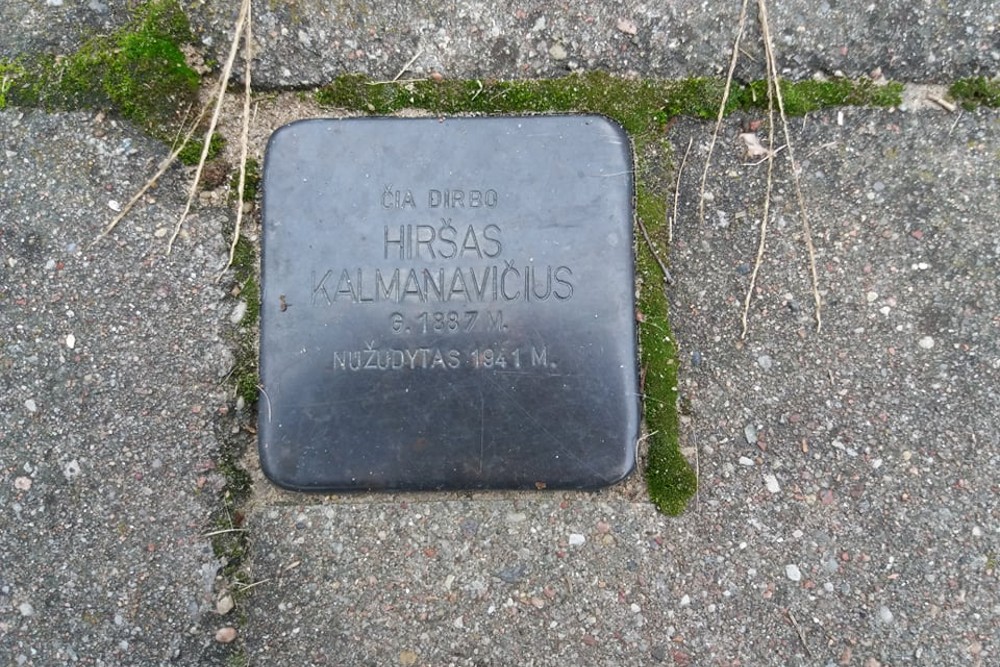 ČIA DIRBO
HIRŠAS
KALMANAVIČIUS
G. 1887 M.
NUŽUDYTAS 1941 M.